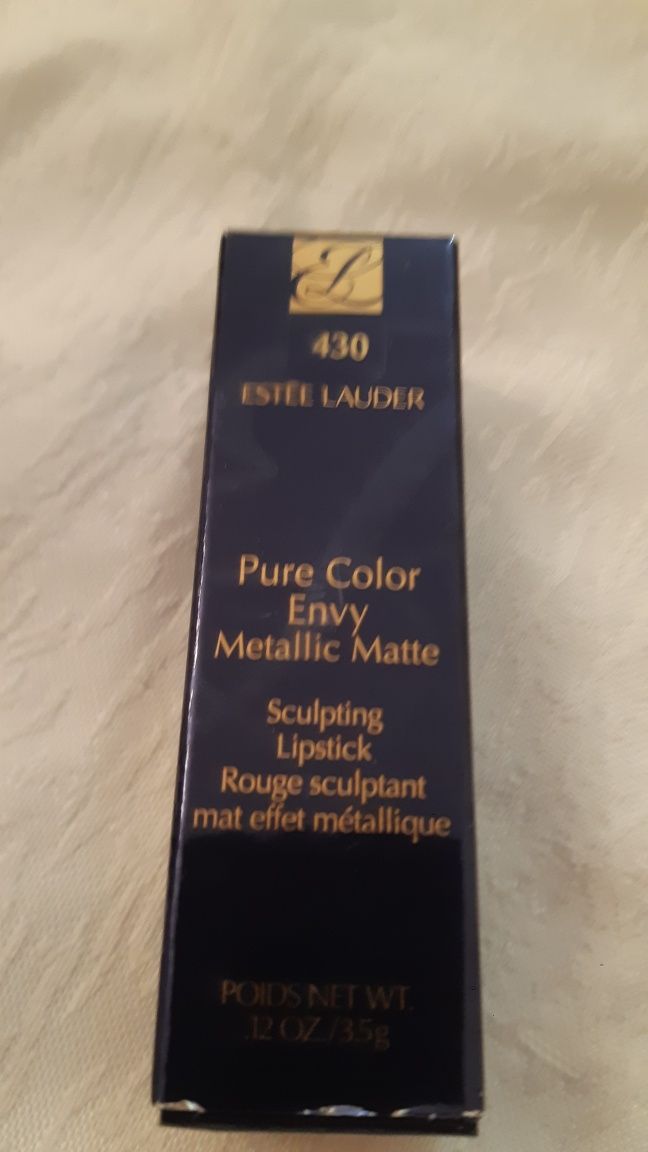 430
ESTĒE LAUDER
Pure Color
Envy
Metallic Matte
Sculpting
Lipstick
Rouge sculptant
mat effet métallique
POIDS NET WT.
.12 OZ./3.5g